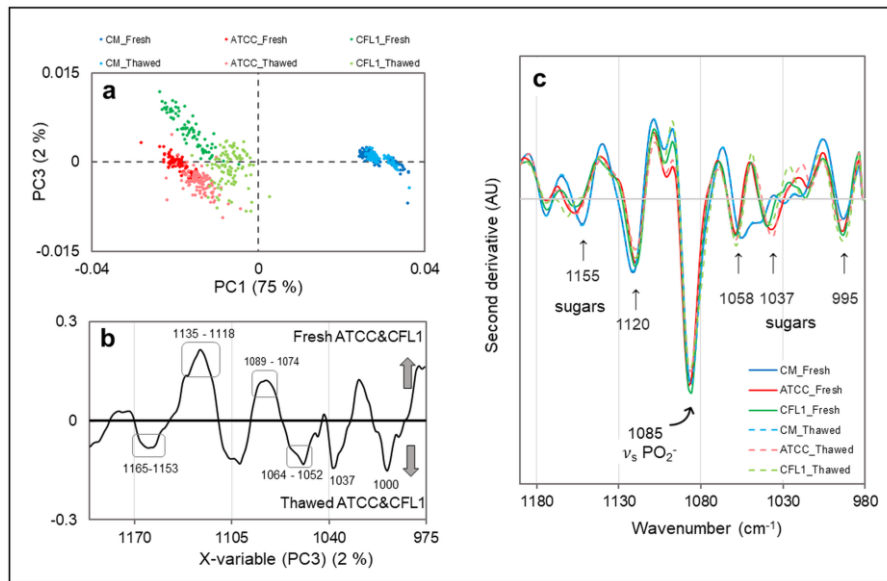 CM_Fresh ATCC_Fresh CFL1_Fresh
CM_Thawed ATCC_Thawed CFL1_Thawed
0.015
a
0
-0.015
-0.04 0 0.04
PC3 (2 %)
PC1 (75 %)
0.3
b
1135 - 1118
Fresh ATCC&CFL1
1089 - 1074
0
1165-1153
1064 - 1052
1037
1000
Thawed ATCC&CFL1
-0.3
1170 1105 1040 975
X-variable (PC3) (2 %)
c
Second derivative (AU)
1155
sugars
1120
1058 1037
sugars
995
1085
νs PO2-
CM_Fresh
ATCC_Fresh
CFL1_Fresh
CM_Thawed
ATCC_Thawed
CFL1_Thawed
1180 1130 1080 1030 980
Wavenumber (cm-1)